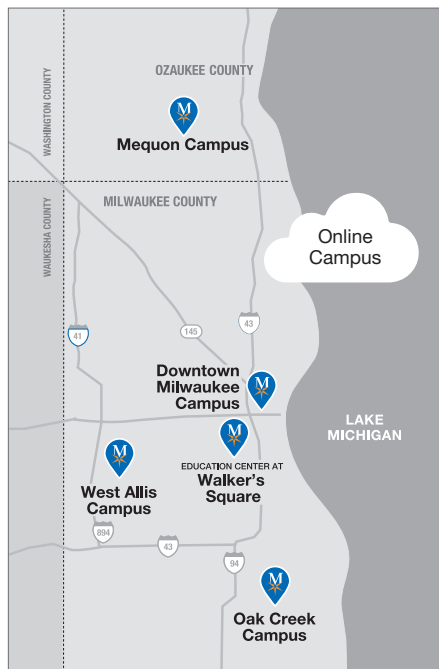 OZAUKEE COUNTY
WASHINGTON COUNTY
M
Mequon Campus
MILWAUKEE COUNTY
WAUKESHA COUNTY
Online
Campus
41
145
43
Downtown
Milwaukee
Campus
M
LAKE
MICHIGAN
M
EDUCATION CENTER AT
Walker's
Square
M
West Allis
Campus
894
43
94
M
Oak Creek
Campus